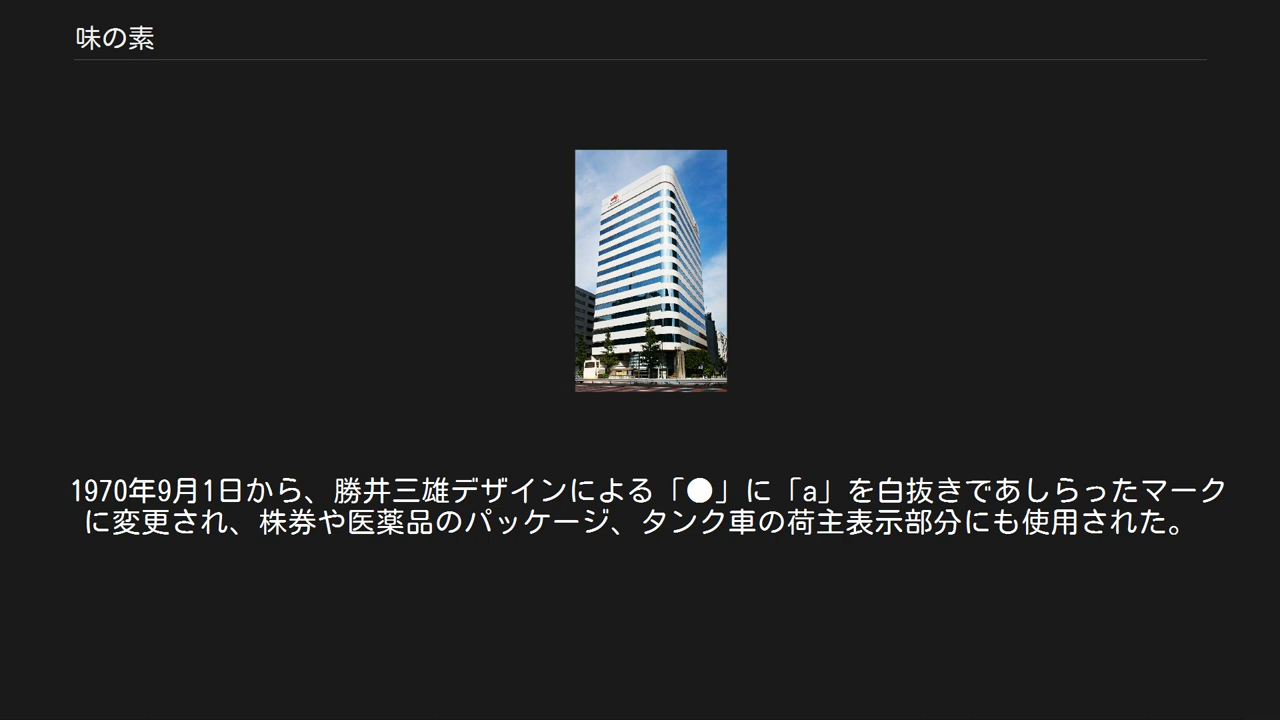 味の素
1970年9月1日から、勝井三雄デザインによる「●」に「a」を白抜きであしらったマーク
に変更され、株券や医薬品のパッケージ、タンク車の荷主表示部分にも使用された。